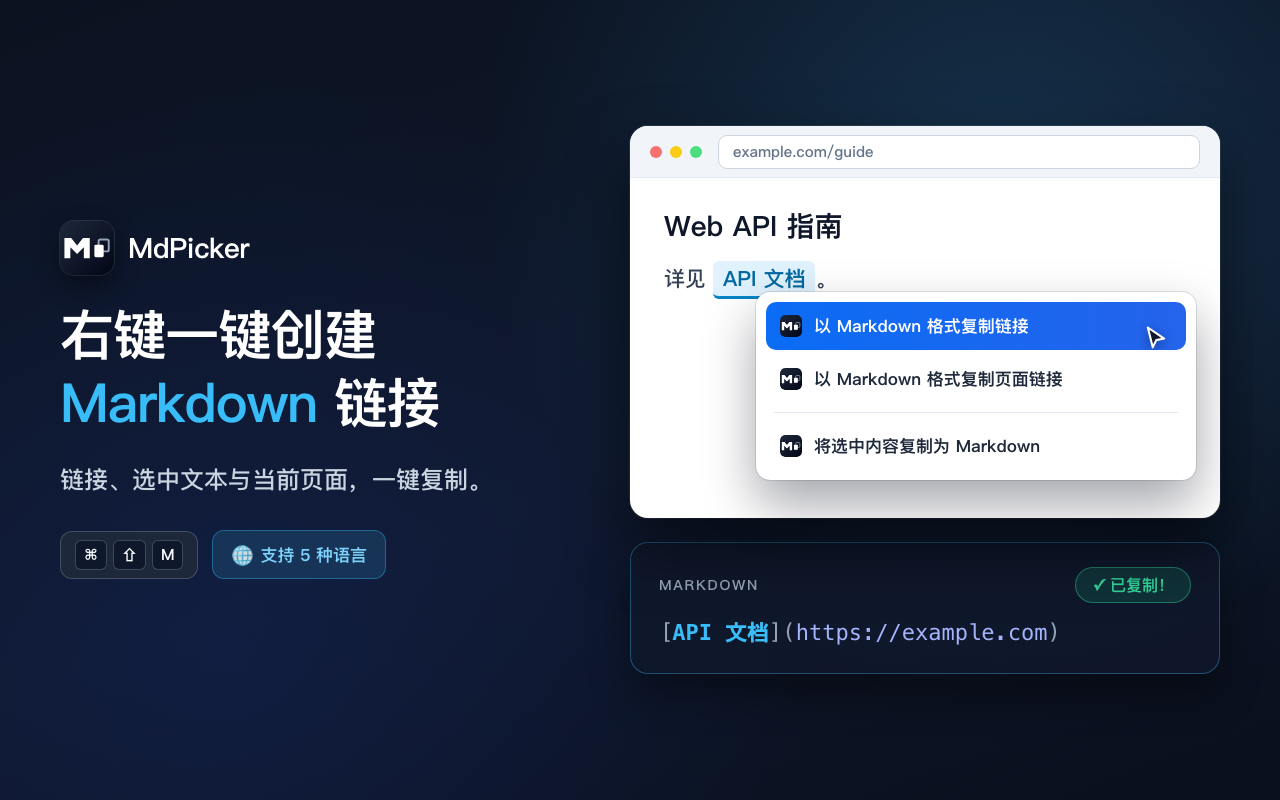 MdPicker
右键一键创建
Markdown 链接
链接、选中文本与当前页面，一键复制。
⌘ ⇧ M
支持 5 种语言
example.com/guide
Web API 指南
详见 API 文档。
以 Markdown 格式复制链接
以 Markdown 格式复制页面链接
将选中内容复制为 Markdown
MARKDOWN
✓ 已复制！
[API 文档](https://example.com)